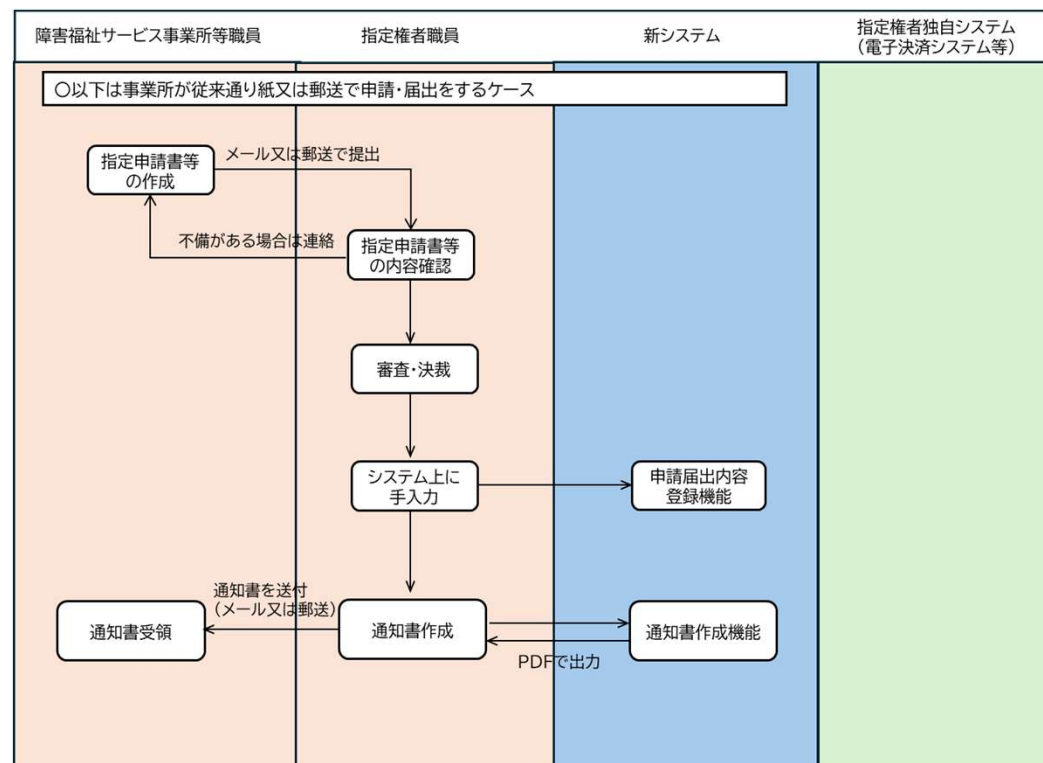 障害福祉サービス事業所等職員
指定権者職員
新システム
指定権者独自システム
（電子決済システム等）
〇以下は事業所が従来通り紙又は郵送で申請・届出をするケース
指定申請書等
の作成
メール又は郵送で提出
不備がある場合は連絡
指定申請書等
の内容確認
審査・決裁
システム上に
手入力
申請届出内容
登録機能
通知書を送付
（メール又は郵送）
通知書受領
通知書作成
通知書作成機能
PDFで出力